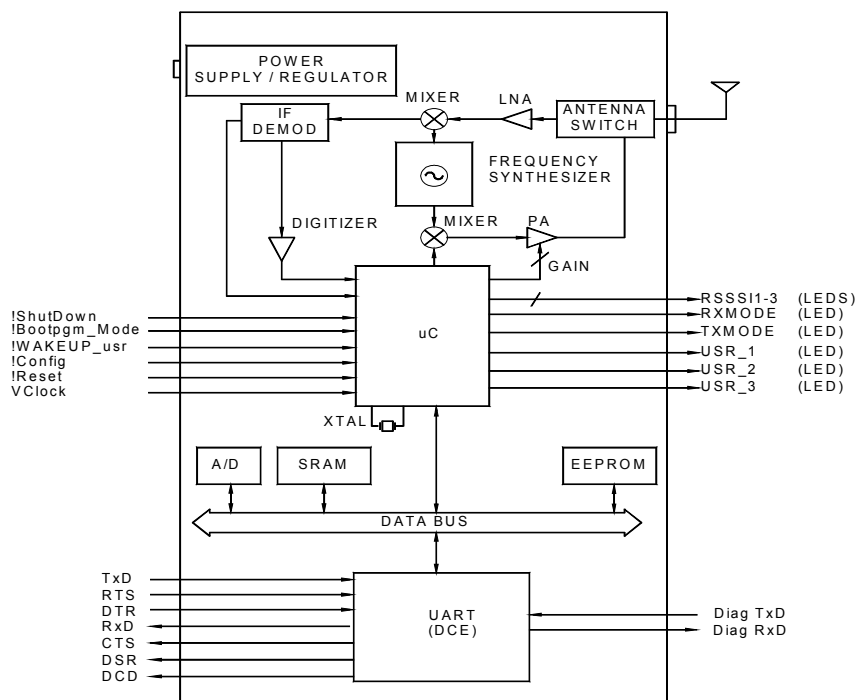 POWER
SUPPLY / REGULATOR
MIXER
LNA
ANTENNA
SWITCH
IF
DEMOD
FREQUENCY
SYNTHESIZER
DIGITIZER
MIXER
PA
GAIN
!ShutDown
!Bootpgm_Mode
!WAKEUP_usr
!Config
!Reset
VClock
uC
RSSSI1-3 (LEDS)
RXMODE (LED)
TXMODE (LED)
USR_1 (LED)
USR_2 (LED)
USR_3 (LED)
XTAL
A/D
SRAM
EEPROM
DATA BUS
TxD
RTS
DTR
RxD
CTS
DSR
DCD
UART
(DCE)
Diag TxD
Diag RxD